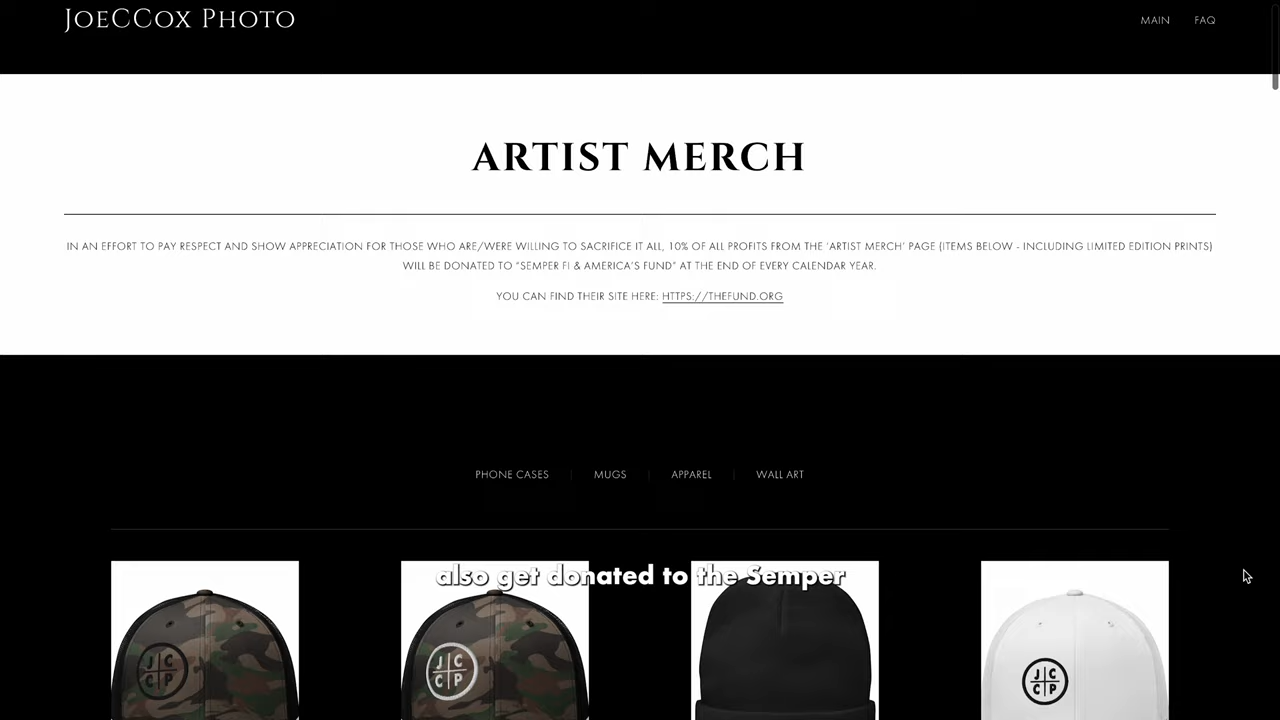 JOECCOX PHOTO
MAIN FAQ
ARTIST MERCH
IN AN EFFORT TO PAY RESPECT AND SHOW APPRECIATION FOR THOSE WHO ARE/WERE WILLING TO SACRIFICE IT ALL, 10% OF ALL PROFITS FROM THE 'ARTIST MERCH' PAGE (ITEMS BELOW - INCLUDING LIMITED EDITION PRINTS)
WILL BE DONATED TO "SEMPER FI & AMERICA'S FUND" AT THE END OF EVERY CALENDAR YEAR.
YOU CAN FIND THEIR SITE HERE: HTTPS://THEFUND.ORG
PHONE CASES MUGS APPAREL WALL ART
also get donated to the Semper
J C
C P
J C
C P
J C
C P